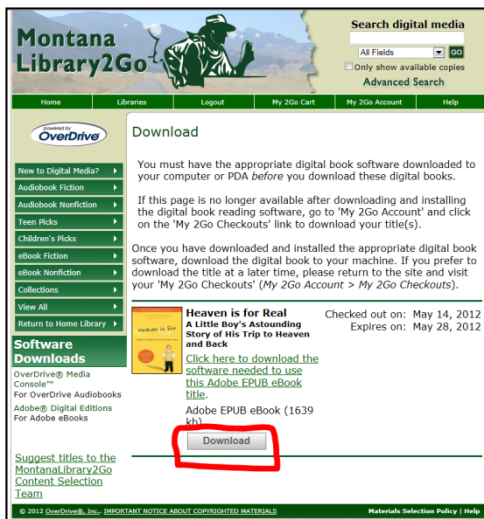 Montana
Library2Go
Search digital media
All Fields
GO
Only show available copies
Advanced Search
Home
Libraries
Logout
My 2Go Cart
My 2Go Account
Help
powered by
OverDrive
New to Digital Media?
Audiobook Fiction
Audiobook Nonfiction
Teen Picks
Children's Picks
eBook Fiction
eBook Nonfiction
Collections
View All
Return to Home Library
Software
Downloads
OverDrive® Media
Console™
For OverDrive Audiobooks
Adobe® Digital Editions
For Adobe eBooks
Suggest titles to the
MontanaLibrary2Go
Content Selection
Team
Download
You must have the appropriate digital book software downloaded to
your computer or PDA before you download these digital books.
If this page is no longer available after downloading and installing
the digital book reading software, go to 'My 2Go Account' and click
on the 'My 2Go Checkouts' link to download your title(s).
Once you have downloaded and installed the appropriate digital book
software, download the digital book to your machine. If you prefer to
download the title at a later time, please return to the site and visit
your 'My 2Go Checkouts' (My 2Go Account > My 2Go Checkouts).
Heaven is for Real
A Little Boy's Astounding
Story of His Trip to Heaven
and Back
Click here to download the
software needed to use
this Adobe EPUB eBook
title.
Adobe EPUB eBook (1639
kb)
Download
Checked out on: May 14, 2012
Expires on: May 28, 2012
© 2012 OverDrive®, Inc. IMPORTANT NOTICE ABOUT COPYRIGHTED MATERIALS
Materials Selection Policy | Help